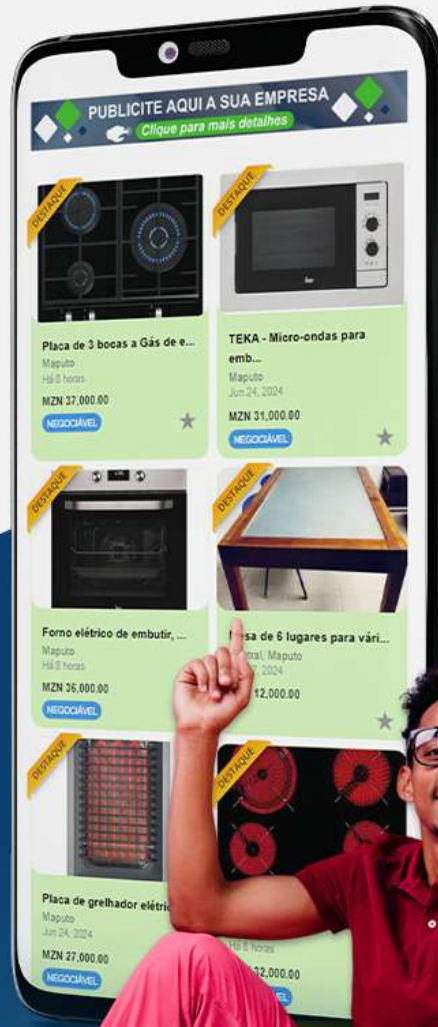 PUBLICITE AQUI A SUA EMPRESA
Clique para mais detalhes
DESTAQUE
Placa de 3 bocas a Gás de e...
Maputo
Há 8 horas
MZN 37,000.00
NEGOCIÁVEL
DESTAQUE
TEKA - Micro-ondas para
emb...
Maputo
Jun 24, 2024
MZN 31,000.00
NEGOCIÁVEL
DESTAQUE
Forno elétrico de embutir, ...
Maputo
Há 8 horas
MZN 36,000.00
NEGOCIÁVEL
DESTAQUE
de 6 lugares para vári...
Maputo
2024
12,000.00
DESTAQUE
Placa de grelhador
Maputo
Jun 24, 2024
MZN 27,000.00
NEGOCIÁVEL
DESTAQUE
Há 8 horas
32,000.00